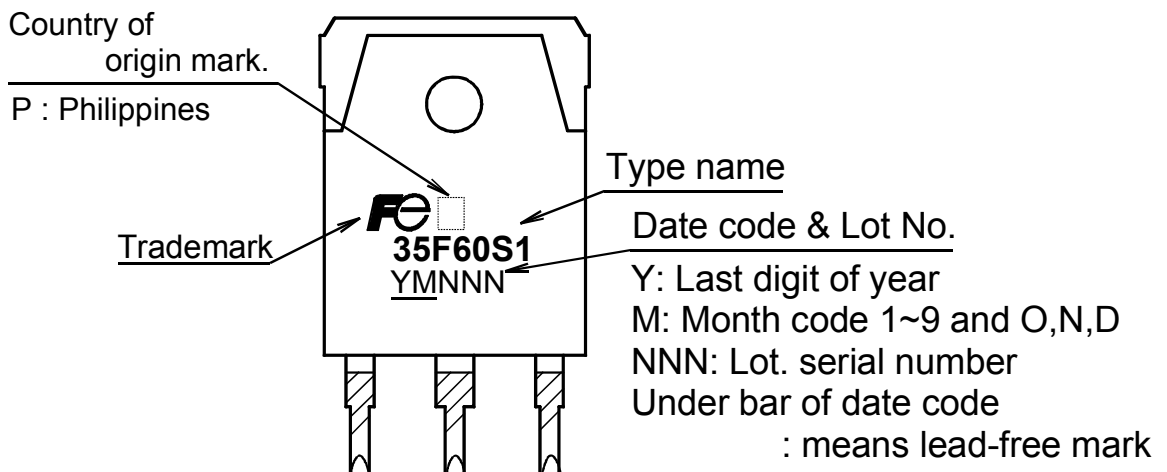 Country of
origin mark.
P : Philippines
Type name
Fe
Trademark
35F60S1
YMNNN
Date code & Lot No.
Y: Last digit of year
M: Month code 1~9 and O,N,D
NNN: Lot. serial number
Under bar of date code
: means lead-free mark